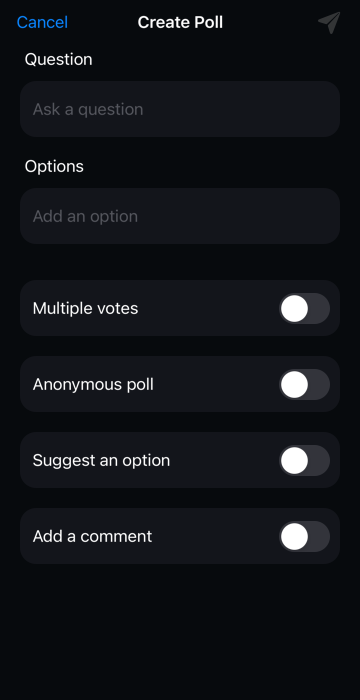 Cancel
Create Poll
Question
Ask a question
Options
Add an option
Multiple votes
Anonymous poll
Suggest an option
Add a comment